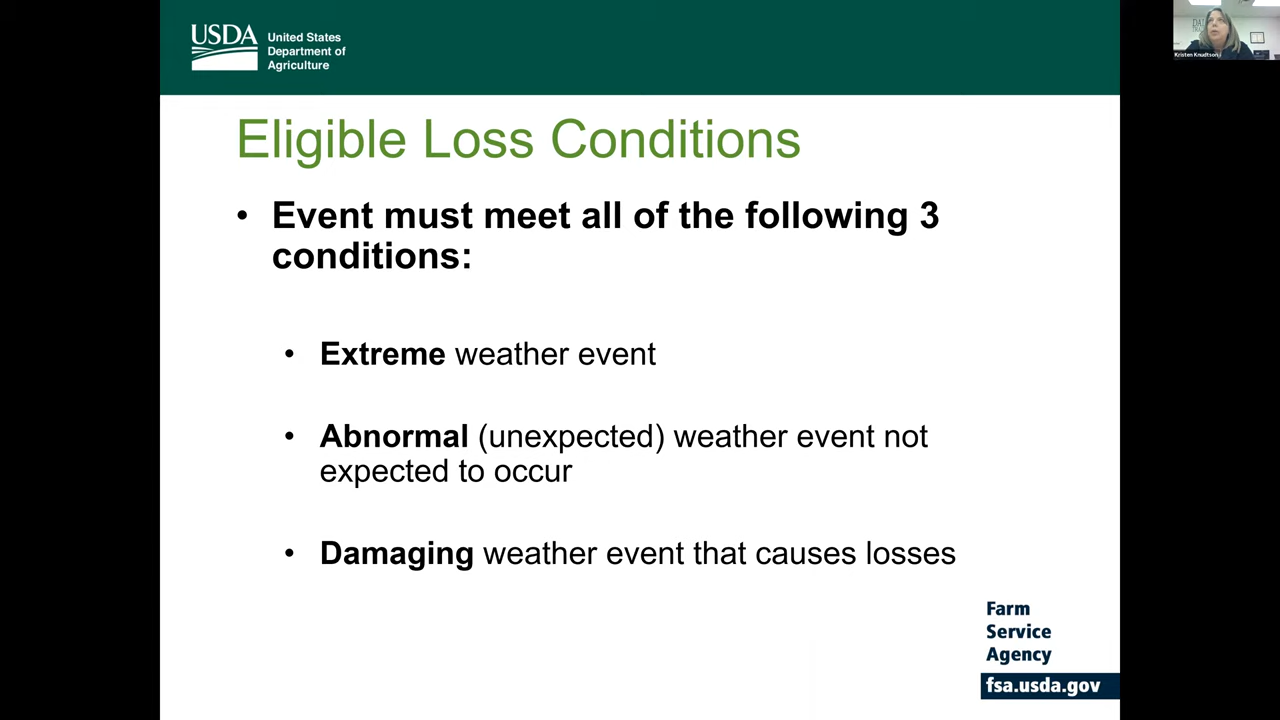 USDA
United States
Department of
Agriculture
Kristen Knudtson
Eligible Loss Conditions
• Event must meet all of the following 3
conditions:
• Extreme weather event
• Abnormal (unexpected) weather event not
expected to occur
• Damaging weather event that causes losses
Farm
Service
Agency
fsa.usda.gov